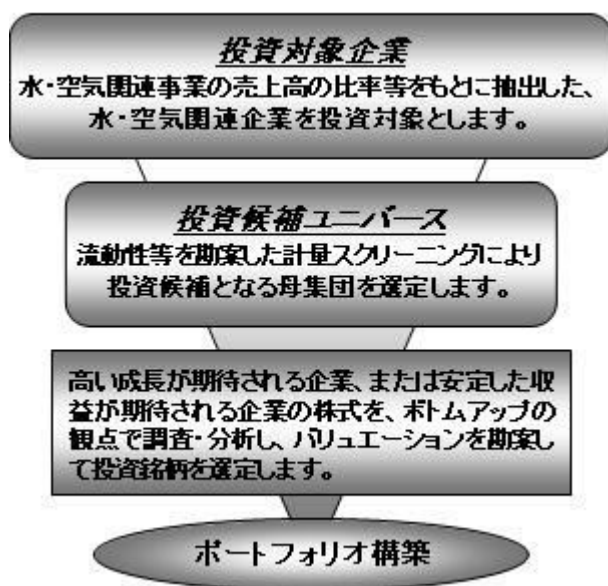 投資対象企業
水・空気関連事業の売上高の比率等をもとに抽出した、
水・空気関連企業を投資対象とします。
投資候補ユニバース
流動性等を勘案した計量スクリーニングにより
投資候補となる母集団を選定します。
高い成長が期待される企業、または安定した収
益が期待される企業の株式を、ボトムアップの
観点で調査・分析し、バリュエーションを勘案し
て投資銘柄を選定します。
ポートフォリオ構築